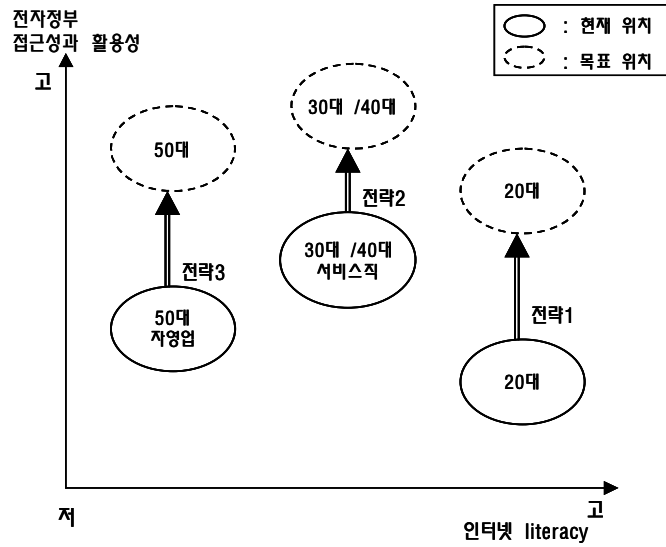 전자정부
접근성과 활용성
고
: 현재 위치
: 목표 위치
30대 /40대
50대
20대
전략2
30대 /40대
서비스직
전략3
50대
자영업
전략1
20대
저
고
인터넷 literacy